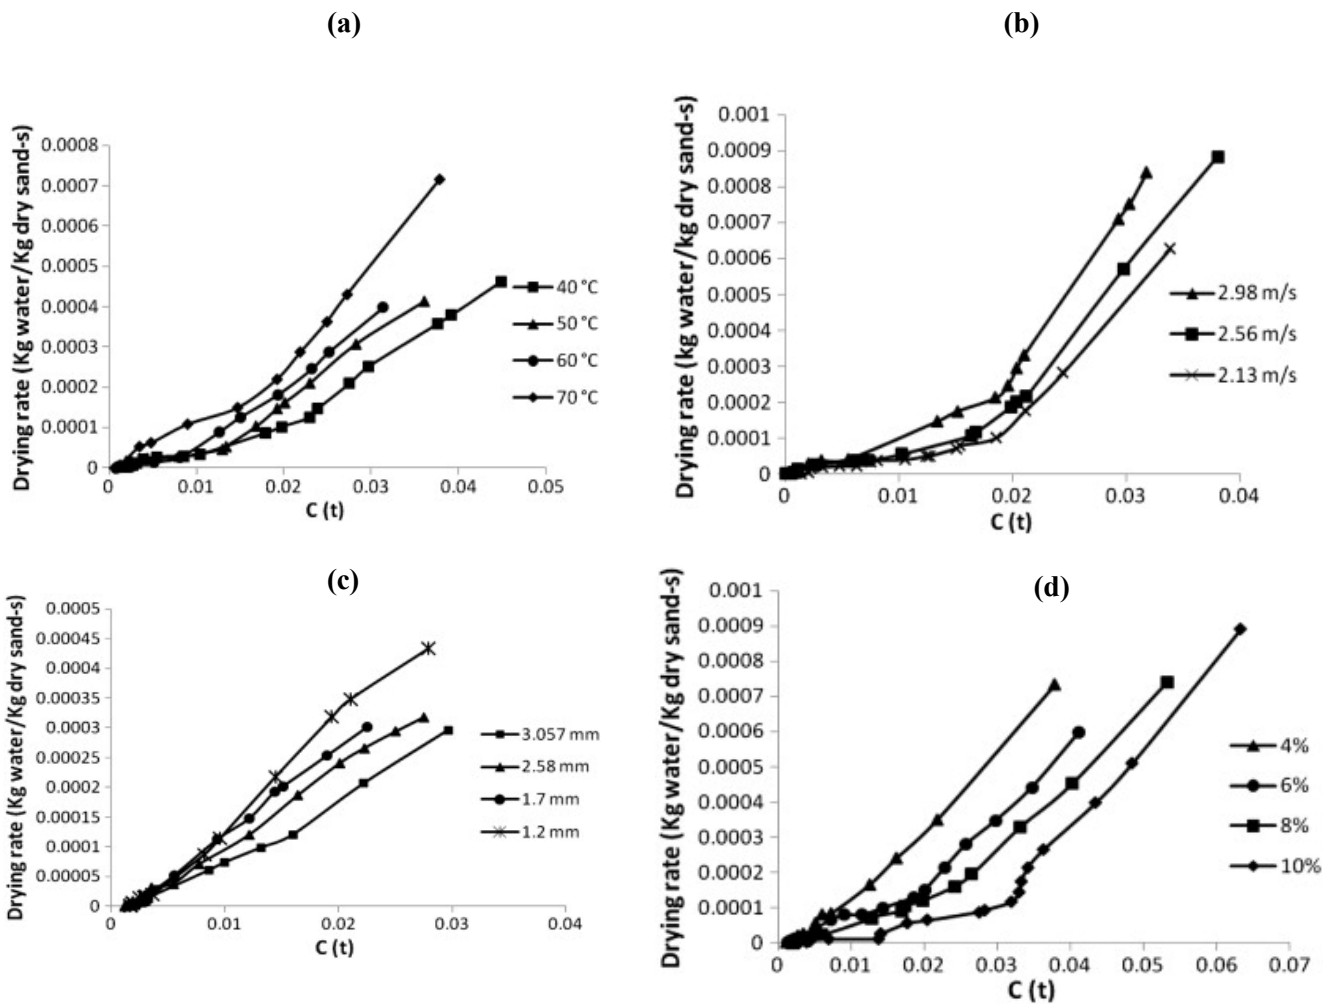 (a)
Drying rate (Kg water/Kg dry sand-s)
0.0008
0.0007
0.0006
0.0005
0.0004
0.0003
0.0002
0.0001
0
0 0.01 0.02 0.03 0.04 0.05
C (t)
40 °C
50 °C
60 °C
70 °C
(b)
Drying rate (kg water/kg dry sand-s)
0.001
0.0009
0.0008
0.0007
0.0006
0.0005
0.0004
0.0003
0.0002
0.0001
0
0 0.01 0.02 0.03 0.04
C (t)
2.98 m/s
2.56 m/s
2.13 m/s
(c)
Drying rate (Kg water/Kg dry sand-s)
0.0005
0.00045
0.0004
0.00035
0.0003
0.00025
0.0002
0.00015
0.0001
0.00005
0
0 0.01 0.02 0.03 0.04
C (t)
3.057 mm
2.58 mm
1.7 mm
1.2 mm
(d)
Drying rate (Kg water/Kg dry sand-s)
0.001
0.0009
0.0008
0.0007
0.0006
0.0005
0.0004
0.0003
0.0002
0.0001
0
0 0.01 0.02 0.03 0.04 0.05 0.06 0.07
C (t)
4%
6%
8%
10%